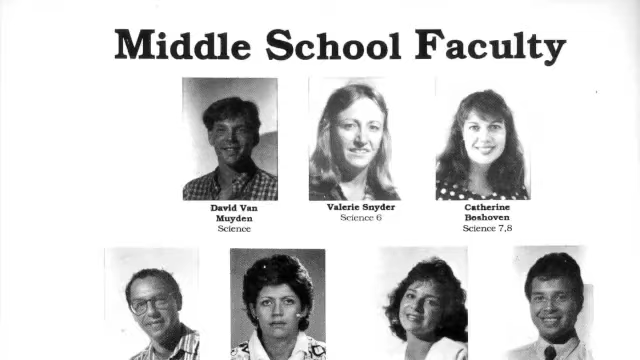 Middle School Faculty
David Van
Muyden
Science
Valerie Snyder
Science 6
Catherine
Boshoven
Science 7,8